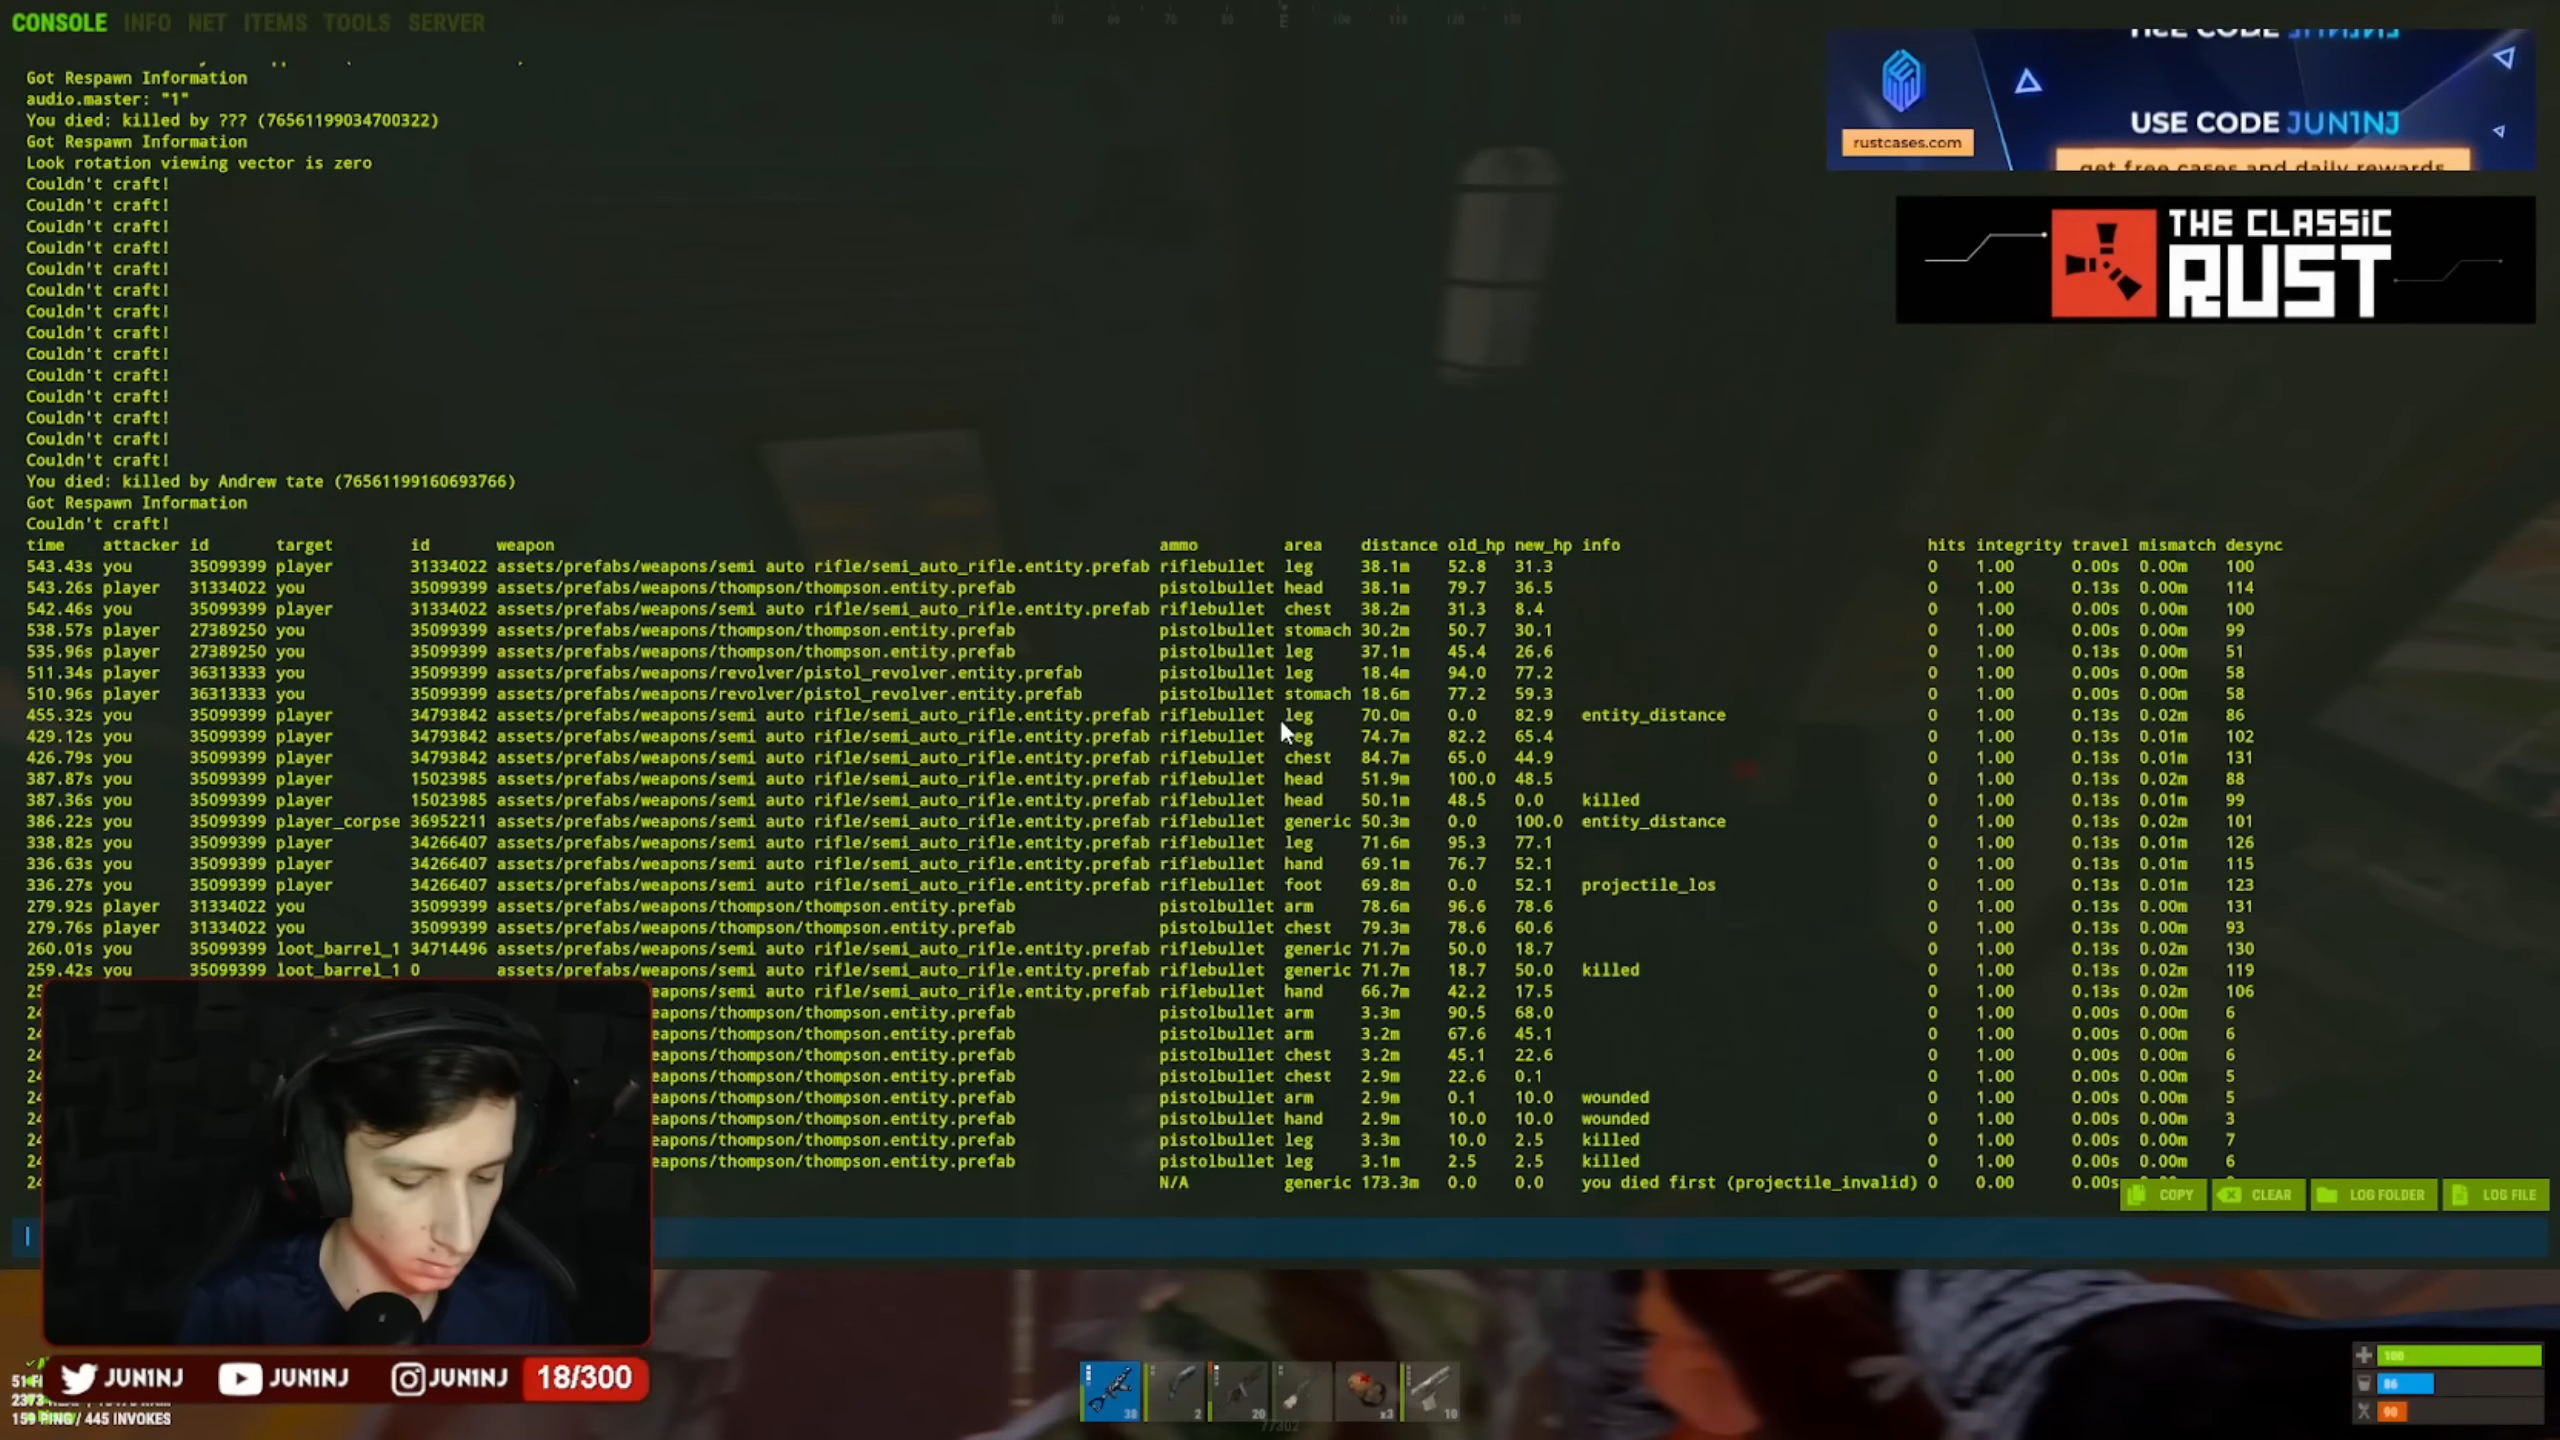 CONSOLE INFO NET ITEMS TOOLS SERVER
Got Respawn Information
audio.master: "1"
You died: killed by ??? (76561199034700322)
Got Respawn Information
Look rotation viewing vector is zero
Couldn't craft!
Couldn't craft!
Couldn't craft!
Couldn't craft!
Couldn't craft!
Couldn't craft!
Couldn't craft!
Couldn't craft!
Couldn't craft!
Couldn't craft!
Couldn't craft!
Couldn't craft!
Couldn't craft!
Couldn't craft!
You died: killed by Andrew tate (76561199160693766)
Got Respawn Information
Couldn't craft!
time attacker id target id weapon ammo area distance old_hp new_hp info hits integrity travel mismatch desync
543.43s you 35099399 player 31334022 assets/prefabs/weapons/semi auto rifle/semi_auto_rifle.entity.prefab riflebullet leg 38.1m 52.8 31.3 0 1.00 0.00s 0.00m 100
543.26s player 31334022 you 35099399 assets/prefabs/weapons/thompson/thompson.entity.prefab pistolbullet head 38.1m 79.7 36.5 0 1.00 0.13s 0.00m 114
542.46s you 35099399 player 31334022 assets/prefabs/weapons/semi auto rifle/semi_auto_rifle.entity.prefab riflebullet chest 38.2m 31.3 8.4 0 1.00 0.00s 0.00m 100
538.57s player 27389250 you 35099399 assets/prefabs/weapons/thompson/thompson.entity.prefab pistolbullet stomach 30.2m 50.7 30.1 0 1.00 0.00s 0.00m 99
535.96s player 27389250 you 35099399 assets/prefabs/weapons/thompson/thompson.entity.prefab pistolbullet leg 37.1m 45.4 26.6 0 1.00 0.13s 0.00m 51
511.34s player 36313333 you 35099399 assets/prefabs/weapons/revolver/pistol_revolver.entity.prefab pistolbullet leg 18.4m 94.0 77.2 0 1.00 0.00s 0.00m 58
510.96s player 36313333 you 35099399 assets/prefabs/weapons/revolver/pistol_revolver.entity.prefab pistolbullet stomach 18.6m 77.2 59.3 0 1.00 0.00s 0.00m 58
455.32s you 35099399 player 34793842 assets/prefabs/weapons/semi auto rifle/semi_auto_rifle.entity.prefab riflebullet leg 70.0m 0.0 82.9 entity_distance 0 1.00 0.13s 0.02m 86
429.12s you 35099399 player 34793842 assets/prefabs/weapons/semi auto rifle/semi_auto_rifle.entity.prefab riflebullet leg 74.7m 82.2 65.4 0 1.00 0.13s 0.01m 102
426.79s you 35099399 player 34793842 assets/prefabs/weapons/semi auto rifle/semi_auto_rifle.entity.prefab riflebullet chest 84.7m 65.0 44.9 0 1.00 0.13s 0.01m 131
387.87s you 35099399 player 15023985 assets/prefabs/weapons/semi auto rifle/semi_auto_rifle.entity.prefab riflebullet head 51.9m 100.0 48.5 0 1.00 0.13s 0.02m 88
387.36s you 35099399 player 15023985 assets/prefabs/weapons/semi auto rifle/semi_auto_rifle.entity.prefab riflebullet head 50.1m 48.5 0.0 killed 0 1.00 0.13s 0.01m 99
386.22s you 35099399 player_corpse 36952211 assets/prefabs/weapons/semi auto rifle/semi_auto_rifle.entity.prefab riflebullet generic 50.3m 0.0 100.0 entity_distance 0 1.00 0.13s 0.02m 101
338.82s you 35099399 player 34266407 assets/prefabs/weapons/semi auto rifle/semi_auto_rifle.entity.prefab riflebullet leg 71.6m 95.3 77.1 0 1.00 0.13s 0.01m 126
336.63s you 35099399 player 34266407 assets/prefabs/weapons/semi auto rifle/semi_auto_rifle.entity.prefab riflebullet hand 69.1m 76.7 52.1 0 1.00 0.13s 0.01m 115
336.27s you 35099399 player 34266407 assets/prefabs/weapons/semi auto rifle/semi_auto_rifle.entity.prefab riflebullet foot 69.8m 0.0 52.1 projectile_los 0 1.00 0.13s 0.01m 123
279.92s player 31334022 you 35099399 assets/prefabs/weapons/thompson/thompson.entity.prefab pistolbullet arm 78.6m 96.6 78.6 0 1.00 0.13s 0.00m 131
279.76s player 31334022 you 35099399 assets/prefabs/weapons/thompson/thompson.entity.prefab pistolbullet chest 79.3m 78.6 60.6 0 1.00 0.13s 0.00m 93
260.01s you 35099399 loot_barrel_1 34714496 assets/prefabs/weapons/semi auto rifle/semi_auto_rifle.entity.prefab riflebullet generic 71.7m 50.0 18.7 0 1.00 0.13s 0.02m 130
259.42s you 35099399 loot_barrel_1 0 assets/prefabs/weapons/semi auto rifle/semi_auto_rifle.entity.prefab riflebullet generic 71.7m 18.7 50.0 killed 0 1.00 0.13s 0.02m 119
25 eapons/semi auto rifle/semi_auto_rifle.entity.prefab riflebullet hand 66.7m 42.2 17.5 0 1.00 0.13s 0.02m 106
24 eapons/thompson/thompson.entity.prefab pistolbullet arm 3.3m 90.5 68.0 0 1.00 0.00s 0.00m 6
24 eapons/thompson/thompson.entity.prefab pistolbullet arm 3.2m 67.6 45.1 0 1.00 0.00s 0.00m 6
24 eapons/thompson/thompson.entity.prefab pistolbullet chest 3.2m 45.1 22.6 0 1.00 0.00s 0.00m 6
24 eapons/thompson/thompson.entity.prefab pistolbullet chest 2.9m 22.6 0.1 0 1.00 0.00s 0.00m 5
24 eapons/thompson/thompson.entity.prefab pistolbullet arm 2.9m 0.1 10.0 wounded 0 1.00 0.00s 0.00m 5
24 eapons/thompson/thompson.entity.prefab pistolbullet hand 2.9m 10.0 10.0 wounded 0 1.00 0.00s 0.00m 3
24 eapons/thompson/thompson.entity.prefab pistolbullet leg 3.3m 10.0 2.5 killed 0 1.00 0.00s 0.00m 7
24 eapons/thompson/thompson.entity.prefab pistolbullet leg 3.1m 2.5 2.5 killed 0 1.00 0.00s 0.00m 6
24 N/A generic 173.3m 0.0 0.0 you died first (projectile_invalid) 0 0.00 0.00s
COPY CLEAR LOG FOLDER LOG FILE
USE CODE JUN1NJ
rustcases.com
get free cases and daily rewards
THE CLASSiC
RUST
JUN1NJ JUN1NJ JUN1NJ 18/300
159 PING / 445 INVOKES
38 2 20 x3 10
100
86
90